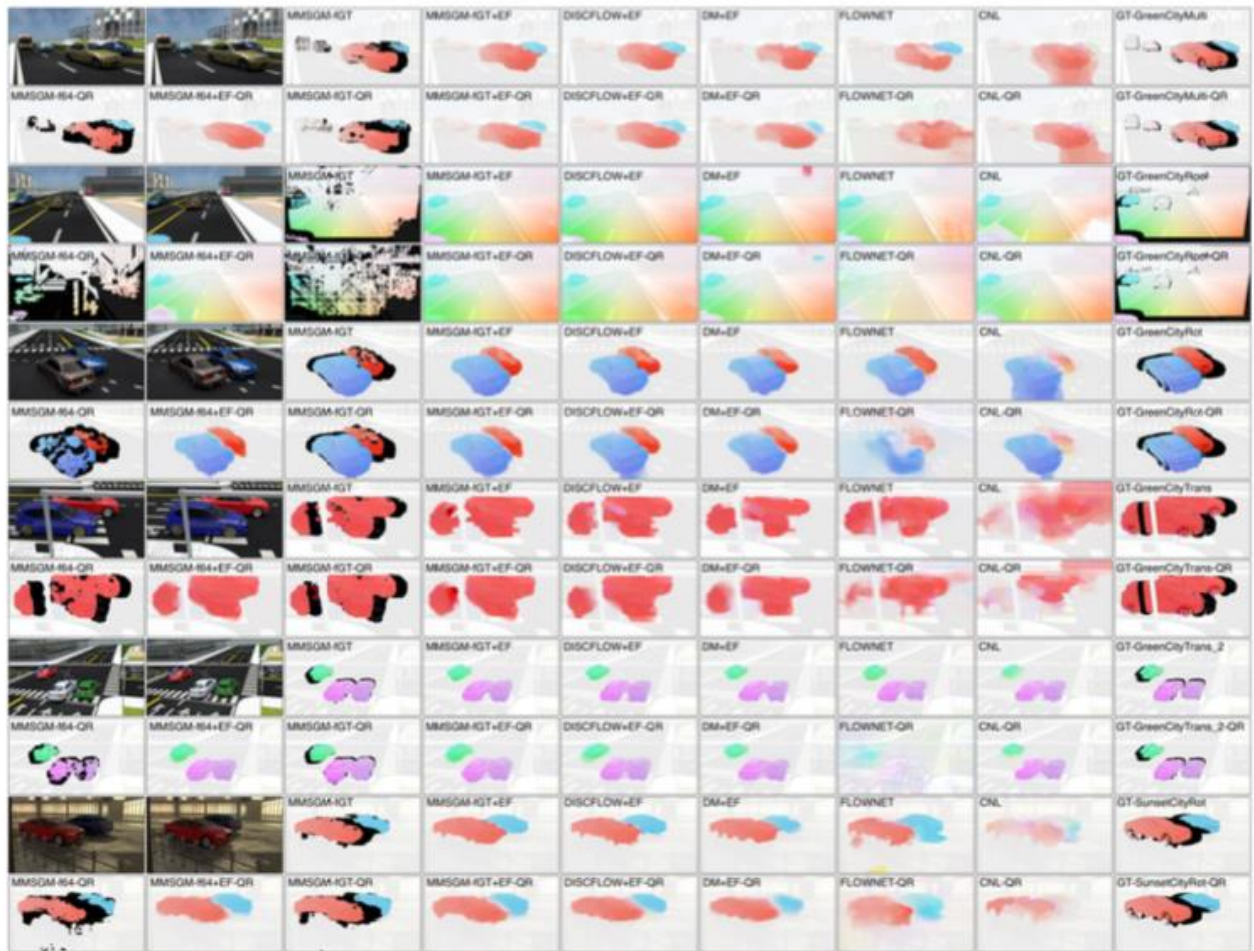 MMSGM-fGT MMSGM-fGT+EF DISCFLOW+EF DM+EF FLOWNET CNL GT-GreenCityMulti
MMSGM-f64-QR MMSGM-f64+EF-QR MMSGM-fGT-QR MMSGM-fGT+EF-QR DISCFLOW+EF-QR DM+EF-QR FLOWNET-QR CNL-QR GT-GreenCityMulti-QR
MMSGM-fGT MMSGM-fGT+EF DISCFLOW+EF DM+EF FLOWNET CNL
MMSGM-f64-QR MMSGM-f64+EF-QR MMSGM-fGT-QR MMSGM-fGT+EF-QR DISCFLOW+EF-QR DM+EF-QR FLOWNET-QR CNL-QR
MMSGM-fGT MMSGM-fGT+EF DISCFLOW+EF DM+EF FLOWNET CNL GT-GreenCityRot
MMSGM-f64-QR MMSGM-f64+EF-QR MMSGM-fGT-QR MMSGM-fGT+EF-QR DISCFLOW+EF-QR DM+EF-QR FLOWNET-QR CNL-QR GT-GreenCityRot-QR
MMSGM-fGT MMSGM-fGT+EF DISCFLOW+EF DM+EF FLOWNET CNL GT-GreenCityTrans
MMSGM-f64-QR MMSGM-f64+EF-QR MMSGM-fGT-QR MMSGM-fGT+EF-QR DISCFLOW+EF-QR DM+EF-QR FLOWNET-QR CNL-QR GT-GreenCityTrans-QR
MMSGM-fGT MMSGM-fGT+EF DISCFLOW+EF DM+EF FLOWNET CNL GT-GreenCityTrans_2
MMSGM-f64-QR MMSGM-f64+EF-QR MMSGM-fGT-QR MMSGM-fGT+EF-QR DISCFLOW+EF-QR DM+EF-QR FLOWNET-QR CNL-QR GT-GreenCityTrans_2-QR
MMSGM-fGT MMSGM-fGT+EF DISCFLOW+EF DM+EF FLOWNET CNL GT-SunsetCityRot
MMSGM-f64-QR MMSGM-f64+EF-QR MMSGM-fGT-QR MMSGM-fGT+EF-QR DISCFLOW+EF-QR DM+EF-QR FLOWNET-QR CNL-QR GT-SunsetCityRot-QR